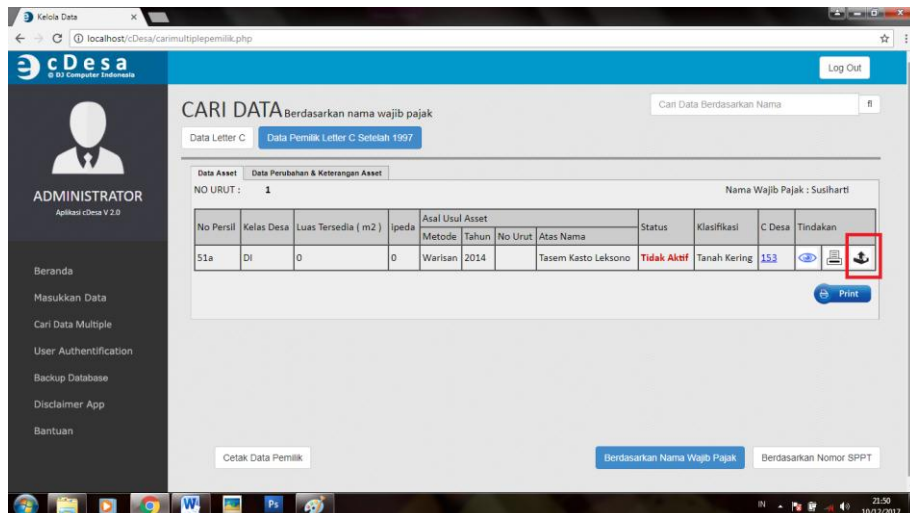 Kelola Data
localhost/cDesa/carimultiplepemilik.php
cDesa
© DJ Computer Indonesia
Log Out
CARI DATA Berdasarkan nama wajib pajak
Cari Data Berdasarkan Nama
Data Letter C
Data Pemilik Letter C Setelah 1997
ADMINISTRATOR
Aplikasi cDesa V 2.0
Beranda
Masukkan Data
Cari Data Multiple
User Authentification
Backup Database
Disclaimer App
Bantuan
Data Asset
Data Perubahan & Keterangan Asset
NO URUT : 1
Nama Wajib Pajak : Susiharti
No Persil Kelas Desa Luas Tersedia ( m2 ) Ipeda Asal Usul Asset Status Klasifikasi C Desa Tindakan
Metode Tahun No Urut Atas Nama
51a DI 0 0 Warisan 2014 Tasem Kasto Leksono Tidak Aktif Tanah Kering 153
Print
Cetak Data Pemilik
Berdasarkan Nama Wajib Pajak
Berdasarkan Nomor SPPT
W
Ps
IN
21:50
10/12/2017